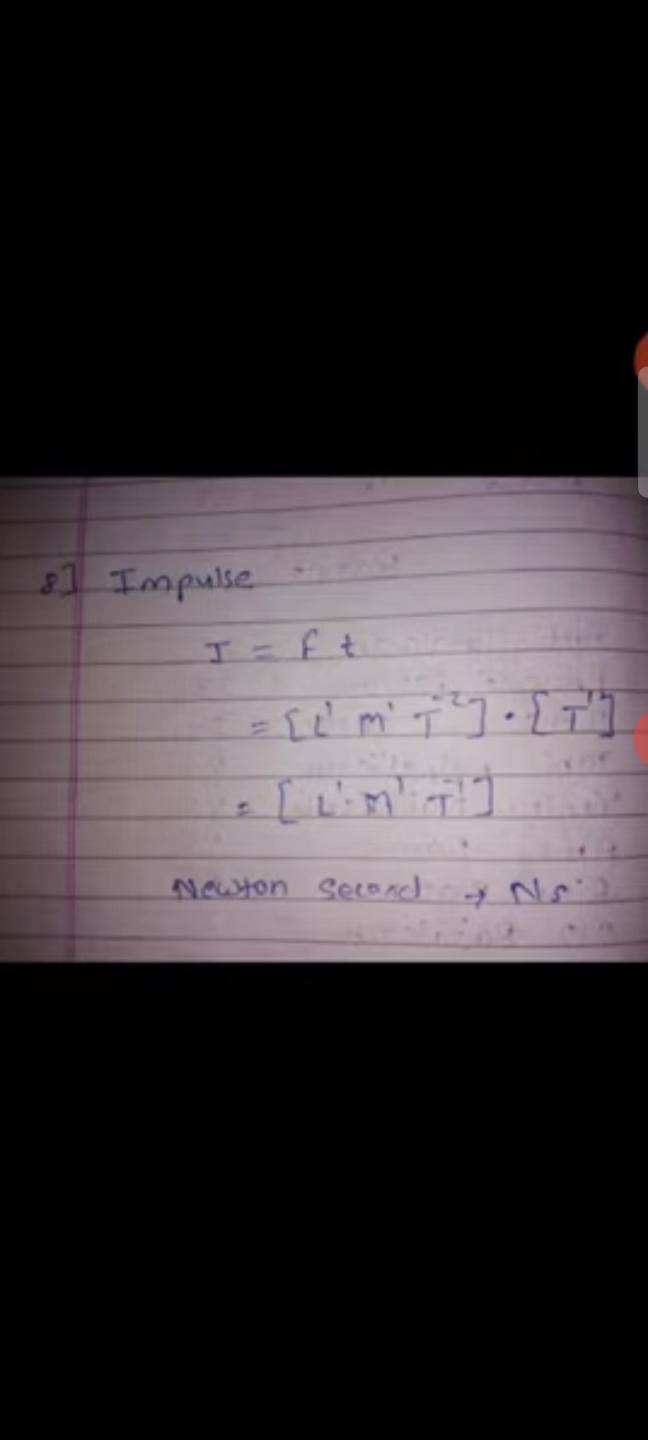 8] Impulse
I = f t
= [L¹ M¹ T⁻²] · [T¹]
= [L¹ M¹ T⁻¹]
Newton Second → Ns